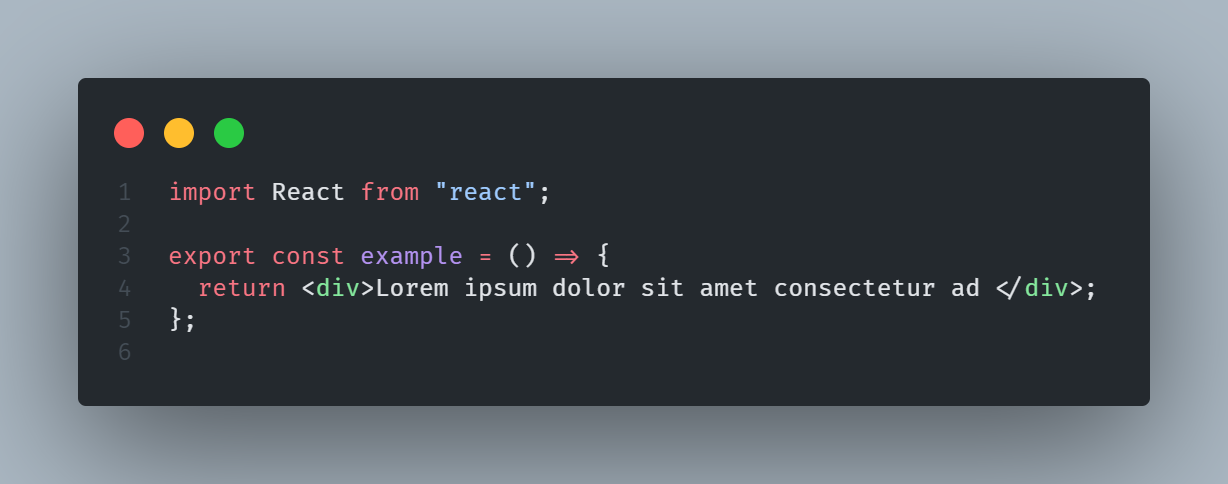 1 import React from "react";
2
3 export const example = () => {
4   return <div>Lorem ipsum dolor sit amet consectetur ad </div>;
5 };
6